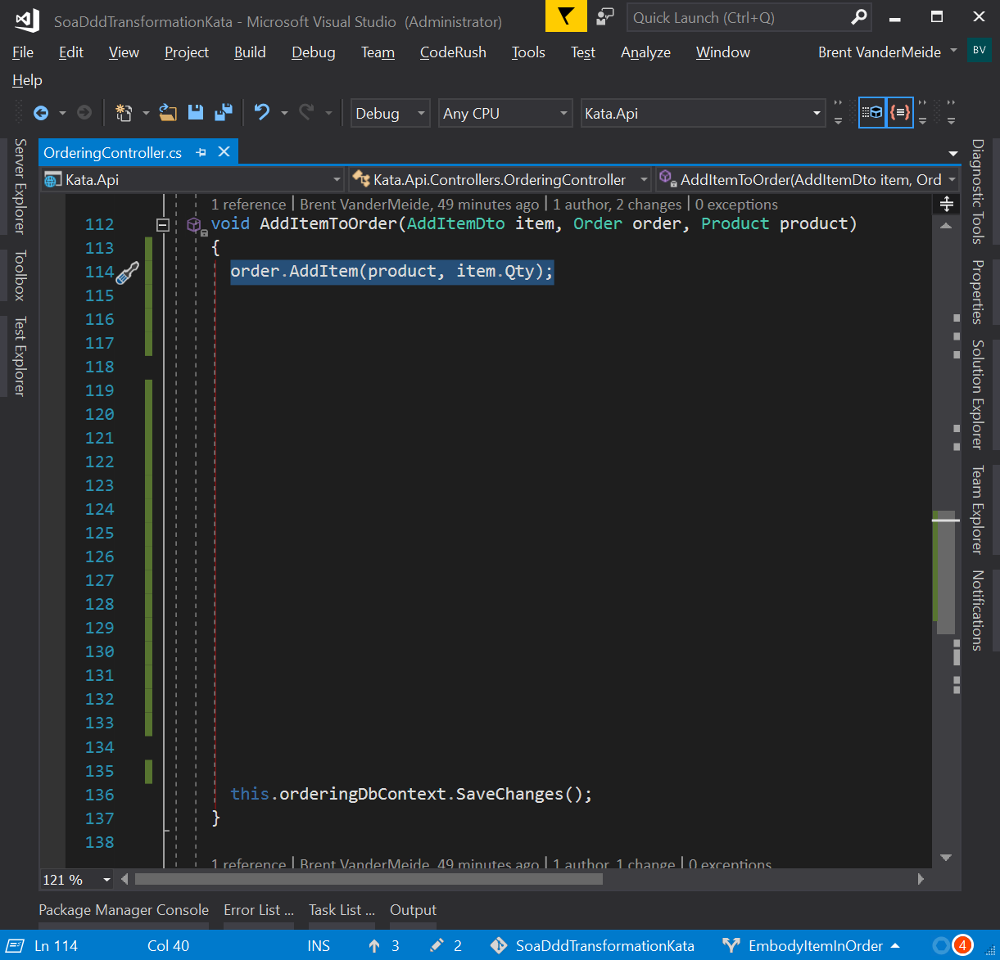 SoaDddTransformationKata - Microsoft Visual Studio (Administrator)
Quick Launch (Ctrl+Q)
File Edit View Project Build Debug Team CodeRush Tools Test Analyze Window Brent VanderMeide BV
Help
Debug Any CPU Kata.Api
Server Explorer
Toolbox
Test Explorer
OrderingController.cs
Kata.Api Kata.Api.Controllers.OrderingController AddItemToOrder(AddItemDto item, Ord
1 reference | Brent VanderMeide, 49 minutes ago | 1 author, 2 changes | 0 exceptions
112 void AddItemToOrder(AddItemDto item, Order order, Product product)
113 {
114 order.AddItem(product, item.Qty);
115
116
117
118
119
120
121
122
123
124
125
126
127
128
129
130
131
132
133
134
135
136 this.orderingDbContext.SaveChanges();
137 }
138
1 reference | Brent VanderMeide, 49 minutes ago | 1 author, 1 change | 0 exceptions
121 %
Diagnostic Tools
Properties
Solution Explorer
Team Explorer
Notifications
Package Manager Console Error List ... Task List ... Output
Ln 114 Col 40 INS 3 2 SoaDddTransformationKata EmbodyItemInOrder 4